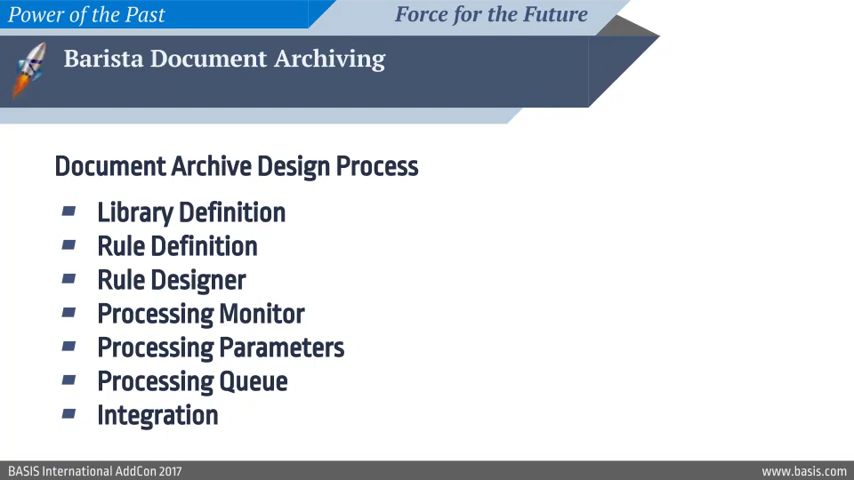 Power of the Past
Force for the Future
Barista Document Archiving
Document Archive Design Process
Library Definition
Rule Definition
Rule Designer
Processing Monitor
Processing Parameters
Processing Queue
Integration
BASIS International AddCon 2017
www.basis.com